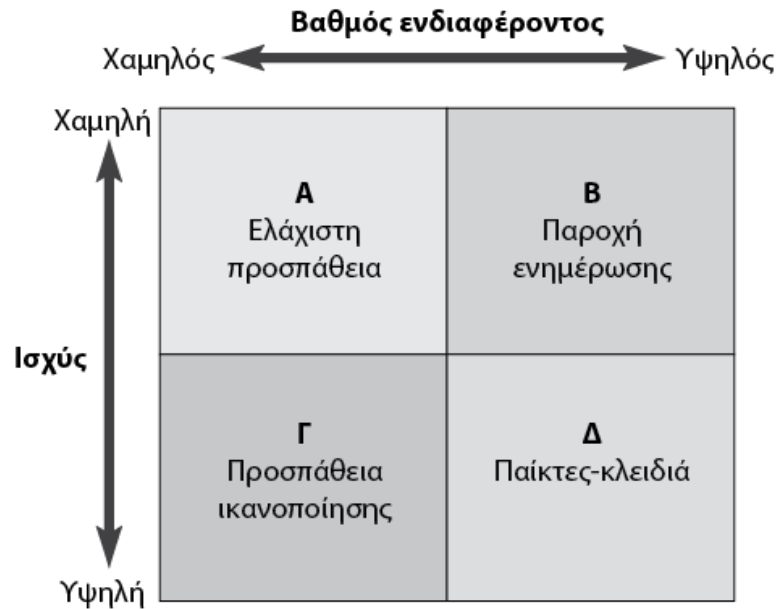 Βαθμός ενδιαφέροντος
Χαμηλός
Υψηλός
Χαμηλή
Α
Ελάχιστη
προσπάθεια
Β
Παροχή
ενημέρωσης
Ισχύς
Γ
Προσπάθεια
ικανοποίησης
Δ
Παίκτες-κλειδιά
Υψηλή